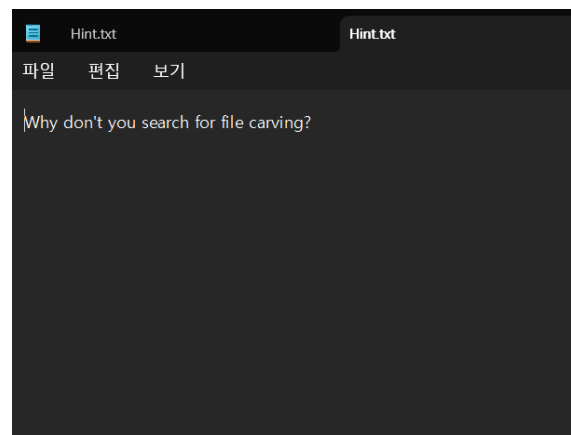 Hint.txt Hint.txt
파일 편집 보기
Why don't you search for file carving?